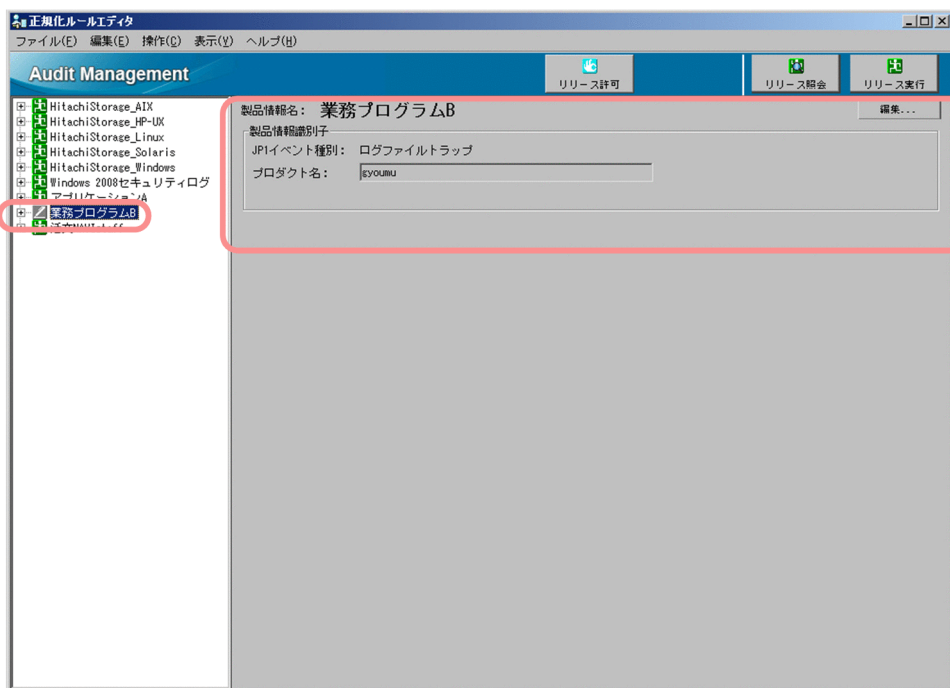 正規化ルールエディタ
ファイル(F) 編集(E) 操作(C) 表示(V) ヘルプ(H)
Audit Management
リリース許可
リリース照会
リリース実行
HitachiStorage_AIX
HitachiStorage_HP-UX
HitachiStorage_Linux
HitachiStorage_Solaris
HitachiStorage_Windows
Windows 2008セキュリティログ
アプリケーションA
業務プログラムB
製品情報名: 業務プログラムB
編集...
製品情報識別子
JP1イベント種別: ログファイルトラップ
プロダクト名: gyoumu